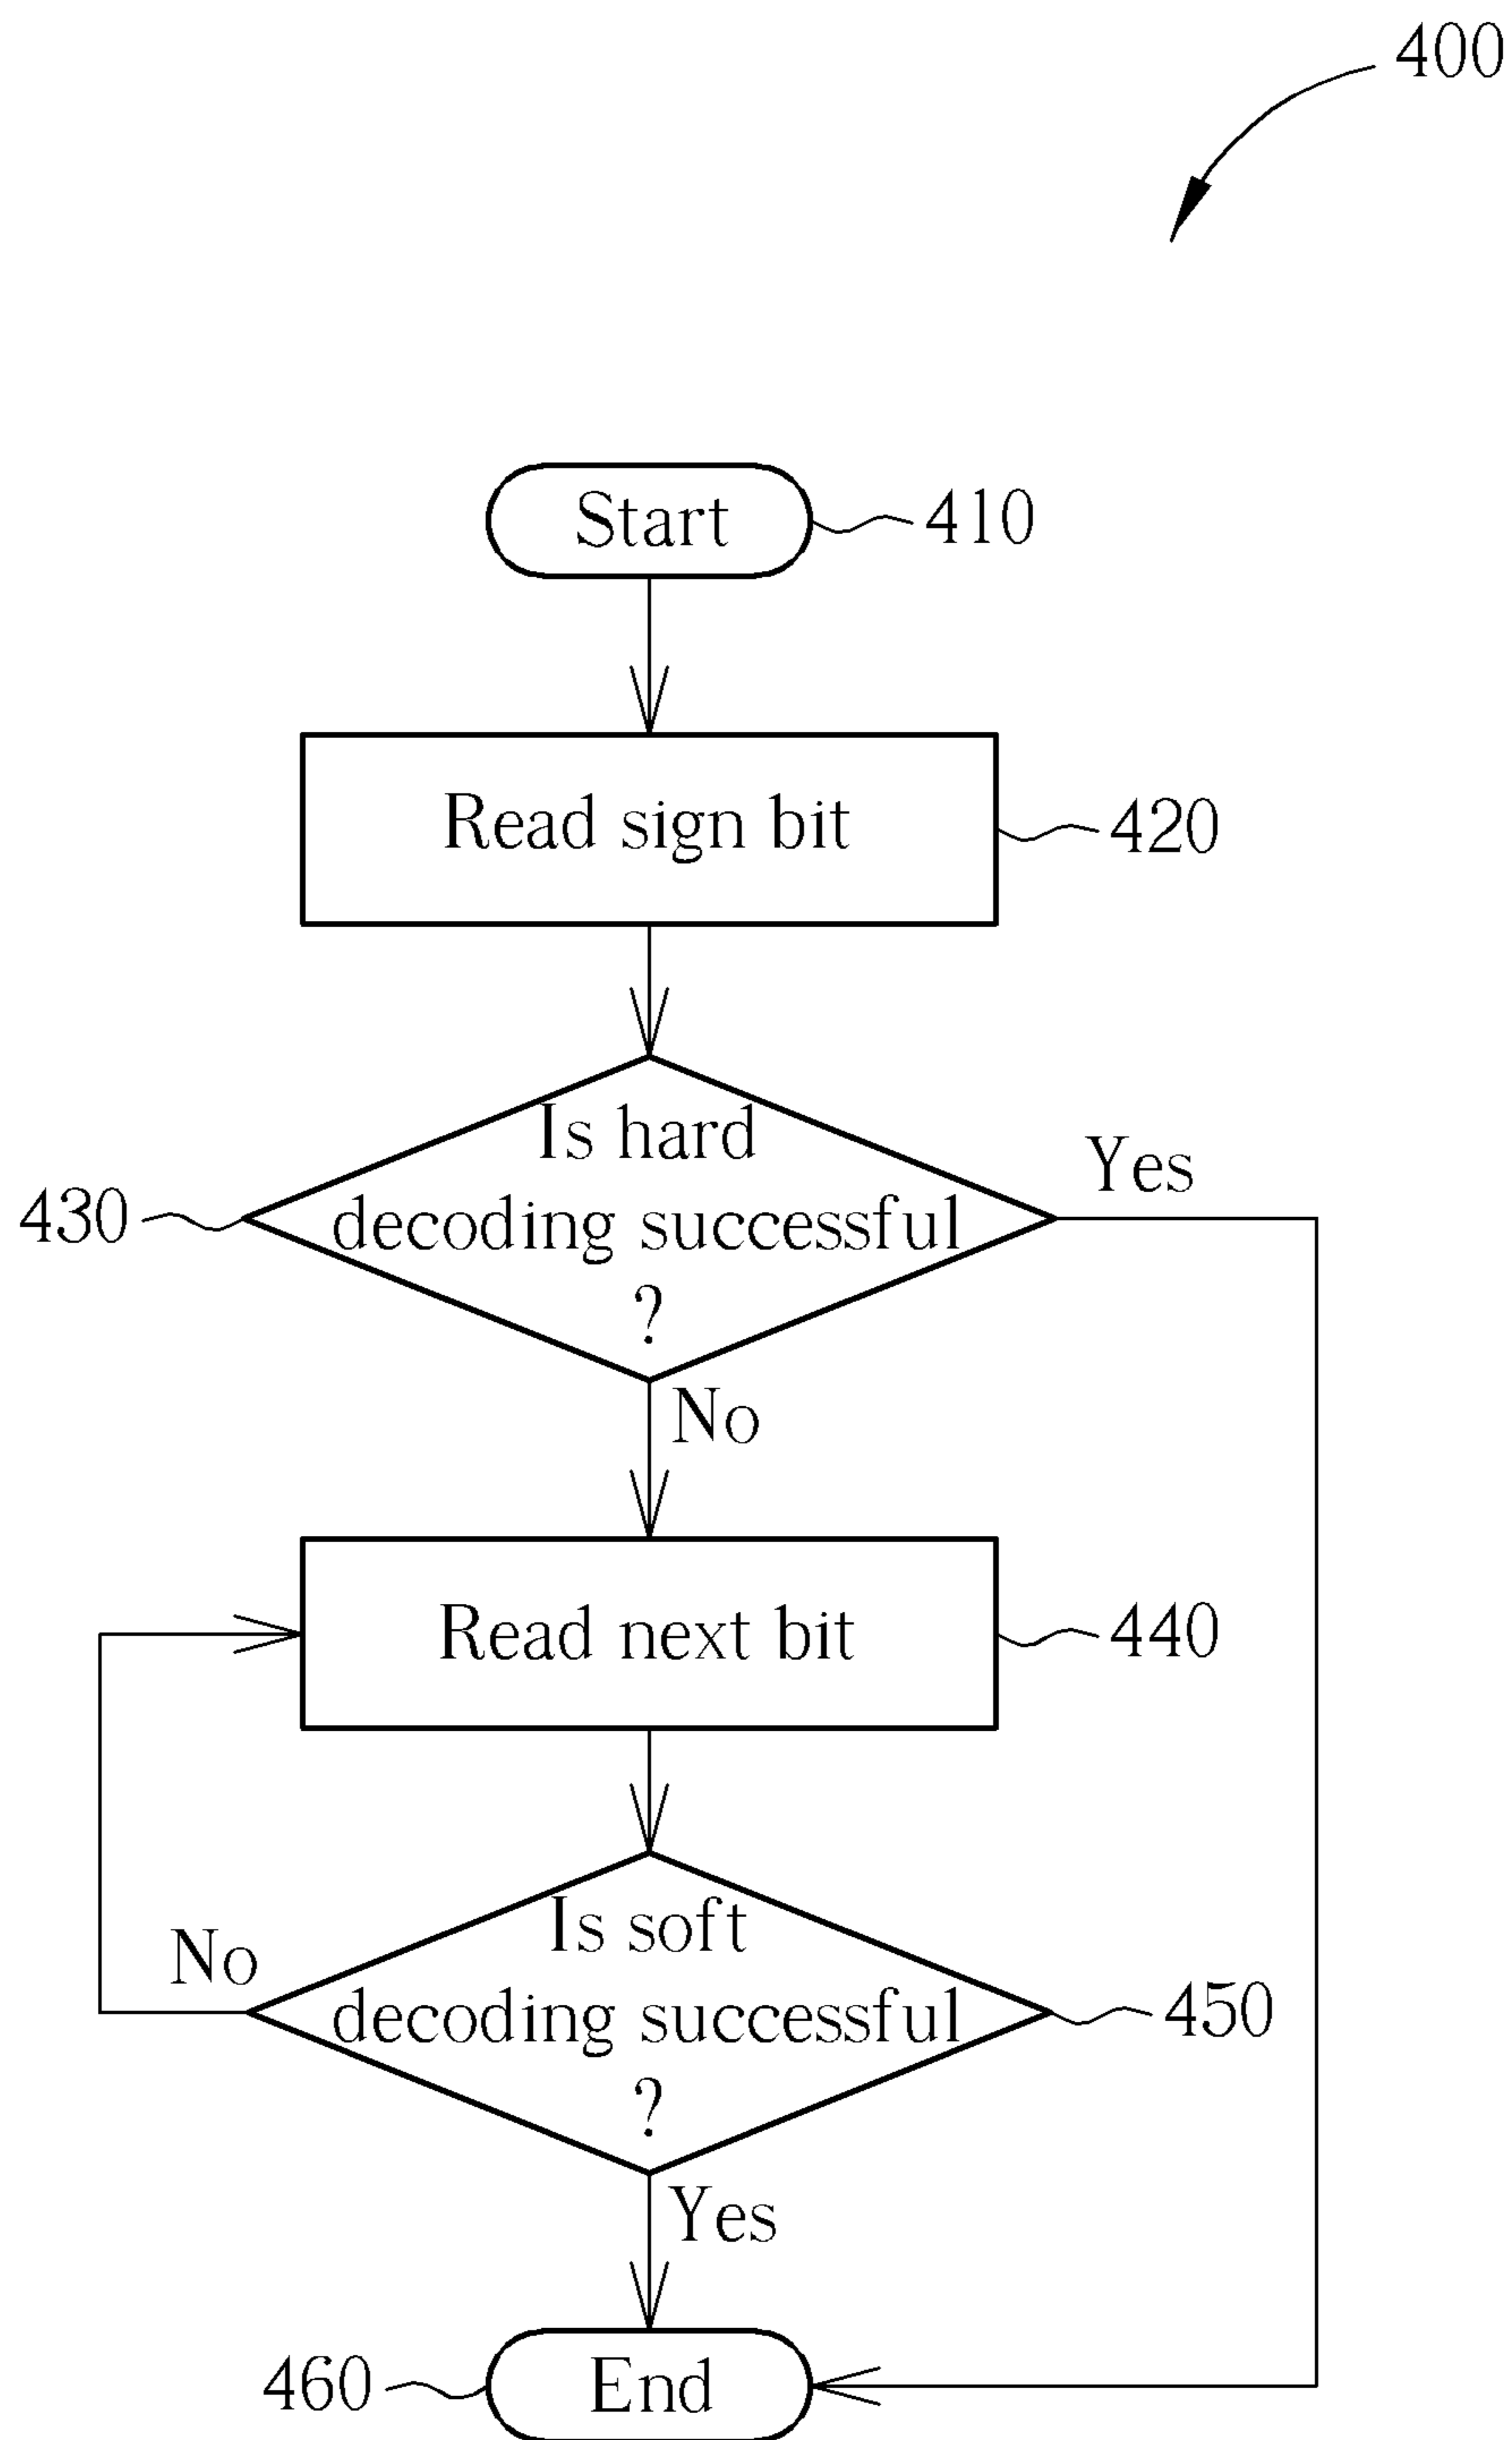 400
Start
410
Read sign bit
420
Is hard
decoding successful
?
430
Yes
No
Read next bit
440
Is soft
decoding successful
?
No
450
Yes
460
End